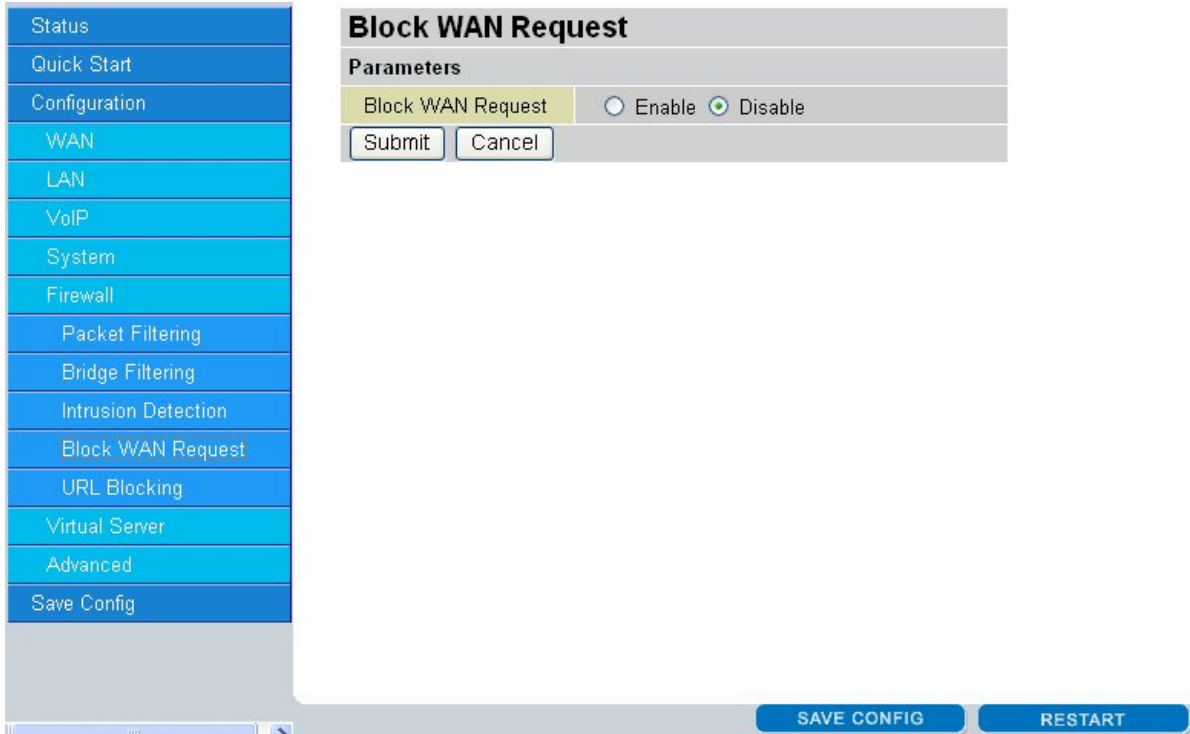 Status
Quick Start
Configuration
WAN
LAN
VoIP
System
Firewall
Packet Filtering
Bridge Filtering
Intrusion Detection
Block WAN Request
URL Blocking
Virtual Server
Advanced
Save Config
Block WAN Request
Parameters
Block WAN Request Enable Disable
Submit Cancel
SAVE CONFIG RESTART